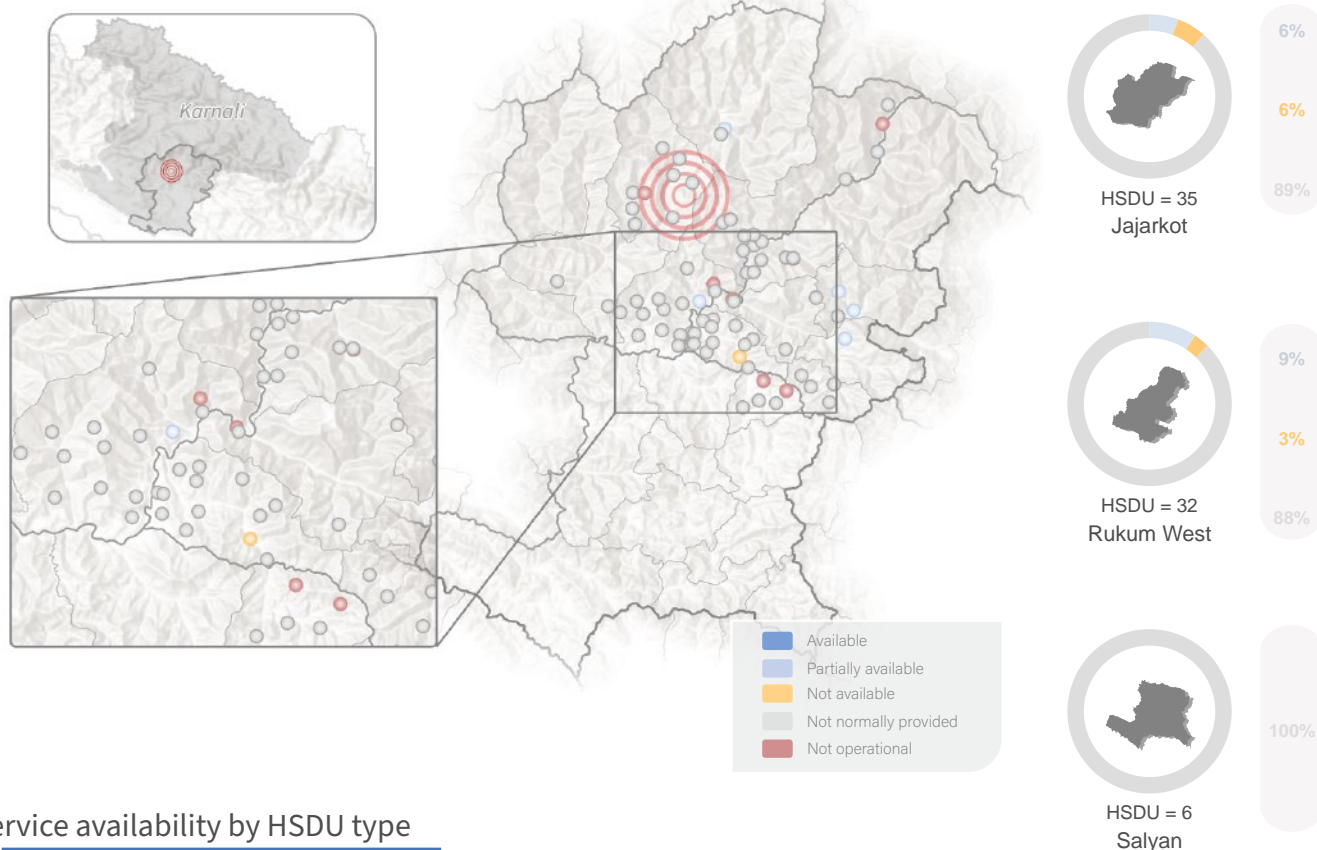 Karnali
Available
Partially available
Not available
Not normally provided
Not operational
6%
6%
89%
HSDU = 35
Jajarkot
9%
3%
88%
HSDU = 32
Rukum West
100%
HSDU = 6
Salyan
ervice availability by HSDU type